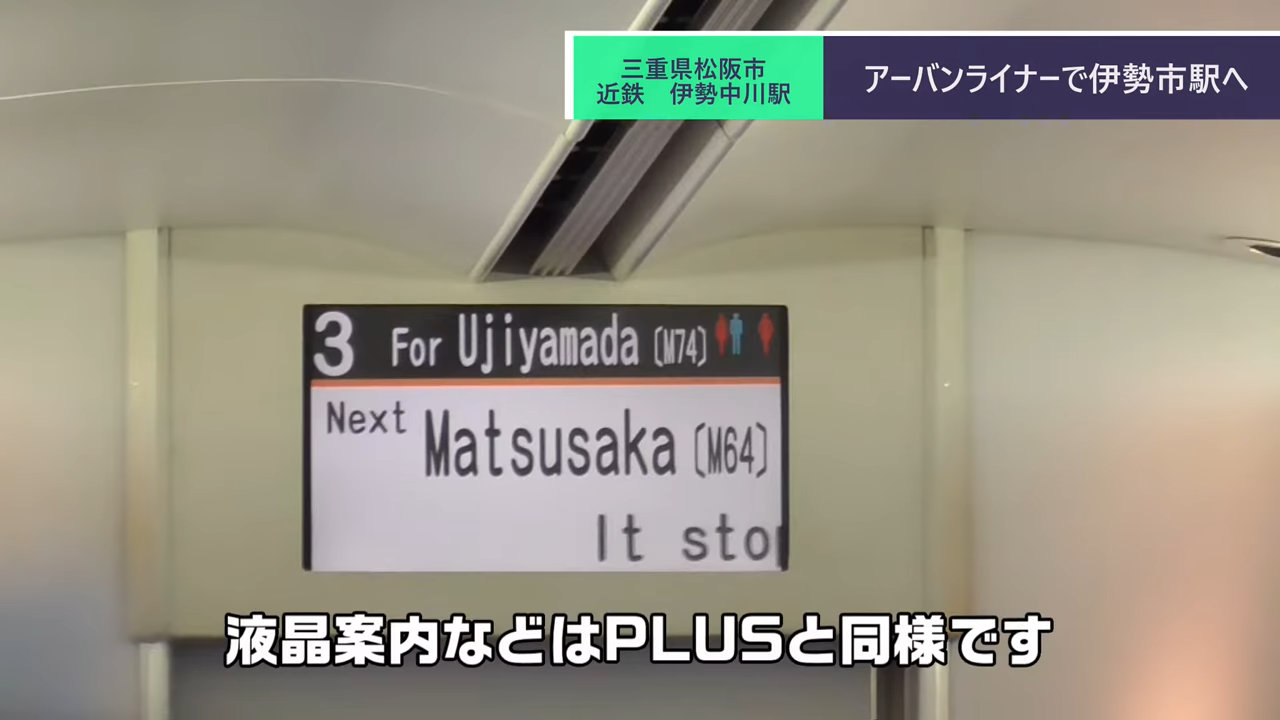 三重県松阪市
近鉄　伊勢中川駅
アーバンライナーで伊勢市駅へ
3 For Ujiyamada (M74)
Next Matsusaka (M64)
It stop
液晶案内などはPLUSと同様です